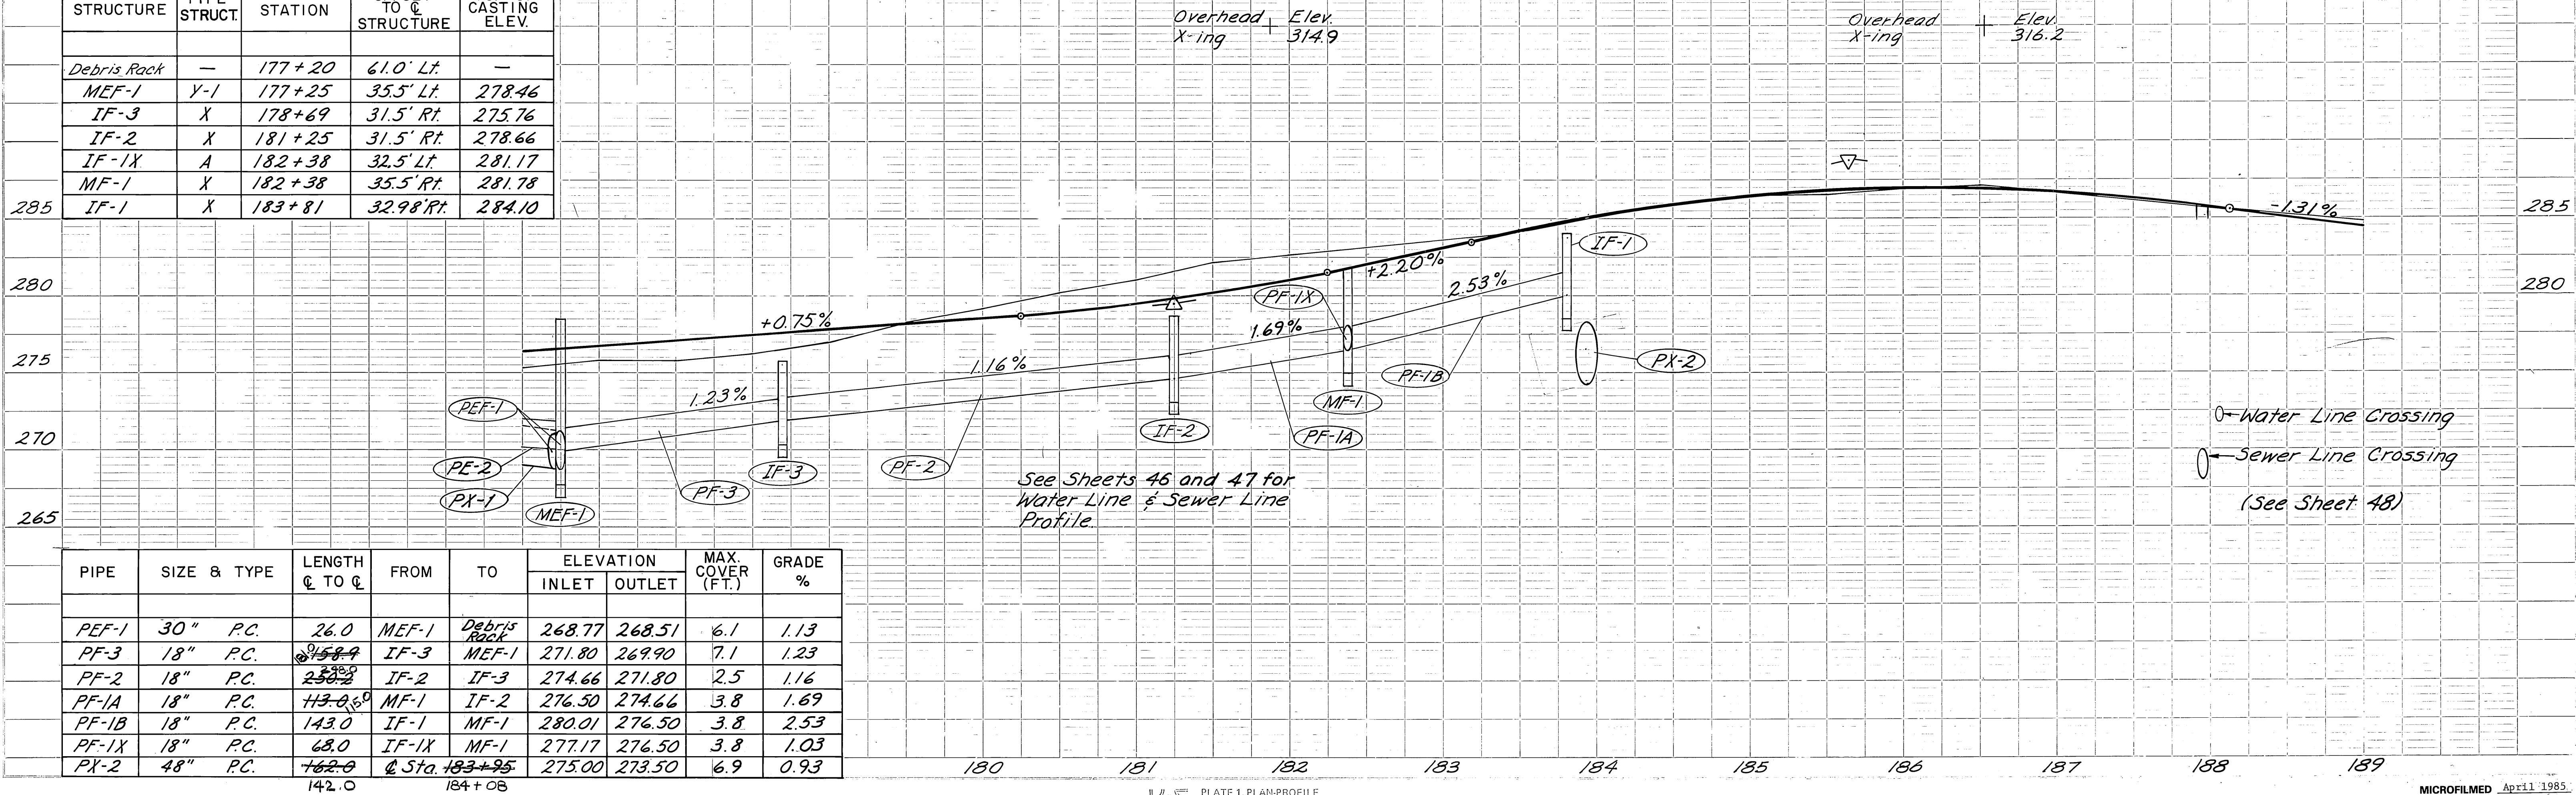 STRUCTURE STRUCT. STATION TO ℄ STRUCTURE CASTING ELEV.
Debris Rack — 177+20 61.0' Lt. —
MEF-1 Y-1 177+25 35.5' Lt. 278.46
IF-3 X 178+69 31.5' Rt. 275.76
IF-2 X 181+25 31.5' Rt. 278.66
IF-1X A 182+38 32.5' Lt. 281.17
MF-1 X 182+38 35.5' Rt. 281.78
IF-1 X 183+81 32.98' Rt. 284.10
Overhead Elev.
X-ing 314.9
Overhead Elev.
X-ing 316.2
285
-1.31%
285
IF-1
+2.20%
280
PF-1X
2.53%
280
+0.75%
1.69%
275
1.16%
PX-2
PF-1B
1.23%
MF-1
PEF-1
Water Line Crossing
270
IF-2
PF-1A
Sewer Line Crossing
PE-2
IF-3
PF-2
See Sheets 46 and 47 for
Water Line & Sewer Line
Profile.
PX-1
PF-3
(See Sheet 48)
MEF-1
265
PIPE SIZE & TYPE LENGTH ℄ TO ℄ FROM TO ELEVATION INLET OUTLET MAX. COVER (FT.) GRADE %
PEF-1 30" P.C. 26.0 MEF-1 Debris Rack 268.77 268.51 6.1 1.13
PF-3 18" P.C. 158.9 IF-3 MEF-1 271.80 269.90 7.1 1.23
PF-2 18" P.C. 250.2 IF-2 IF-3 274.66 271.80 2.5 1.16
PF-1A 18" P.C. 113.0 115.0 MF-1 IF-2 276.50 274.66 3.8 1.69
PF-1B 18" P.C. 143.0 IF-1 MF-1 280.01 276.50 3.8 2.53
PF-1X 18" P.C. 68.0 IF-1X MF-1 277.17 276.50 3.8 1.03
PX-2 48" P.C. 162.0 ℄ Sta. 183+95 275.00 273.50 6.9 0.93
142.0 184+08
180 181 182 183 184 185 186 187 188 189
PLATE 1 PLAN-PROFILE
MICROFILMED April 1985